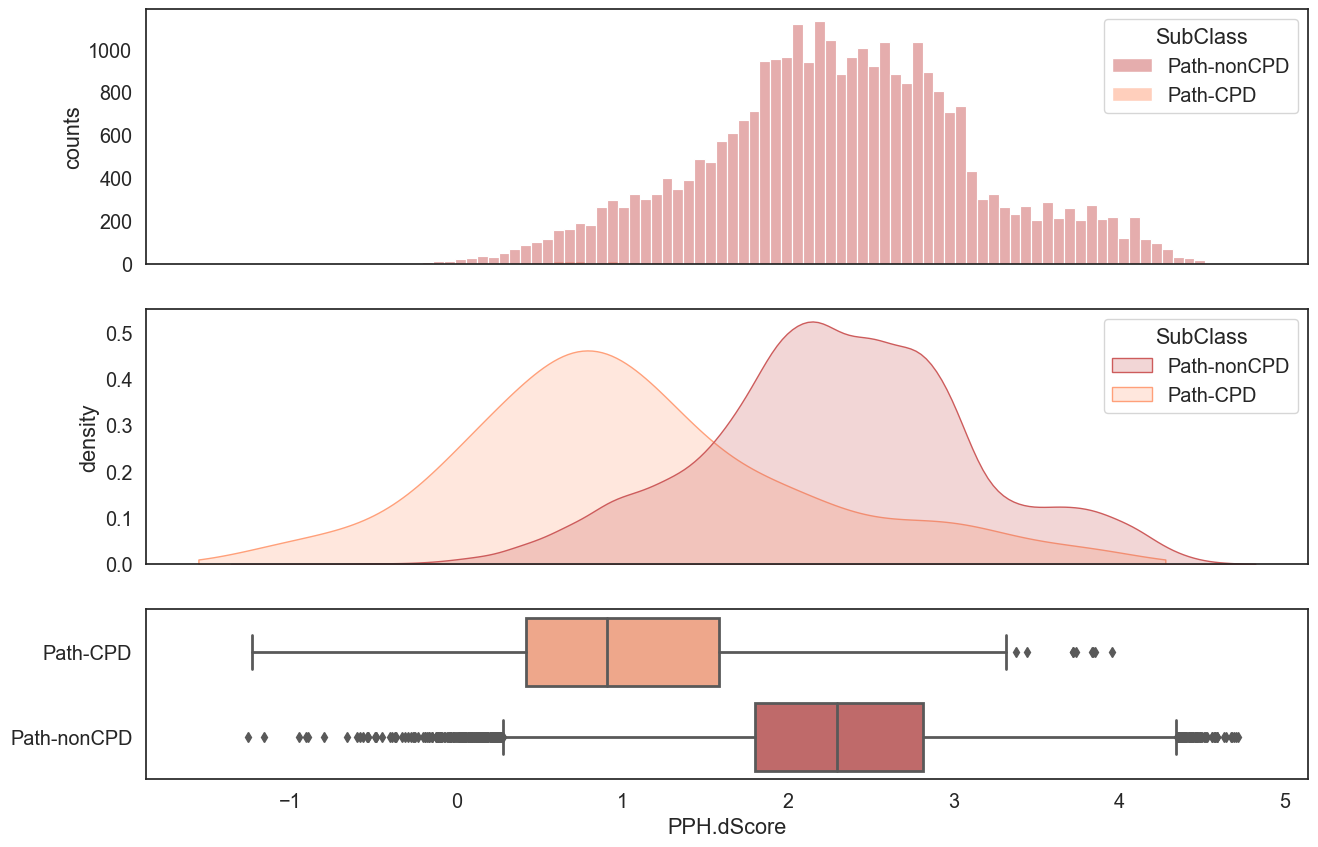 counts
1000
800
600
400
200
0
SubClass
Path-nonCPD
Path-CPD
density
0.5
0.4
0.3
0.2
0.1
0.0
SubClass
Path-nonCPD
Path-CPD
Path-CPD
Path-nonCPD
−1 0 1 2 3 4 5
PPH.dScore